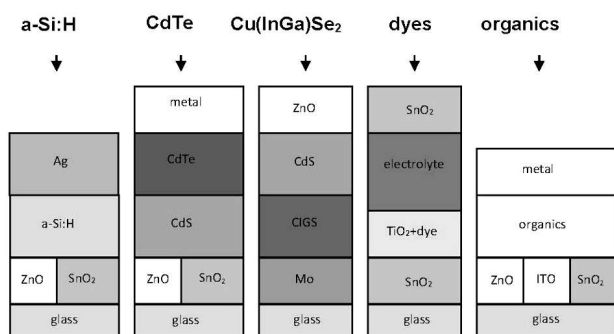 a-Si:H CdTe Cu(InGa)Se₂ dyes organics
metal ZnO SnO₂
Ag CdTe CdS electrolyte metal
a-Si:H CdS CIGS TiO₂+dye organics
ZnO SnO₂ ZnO SnO₂ Mo SnO₂ ZnO ITO SnO₂
glass glass glass glass glass